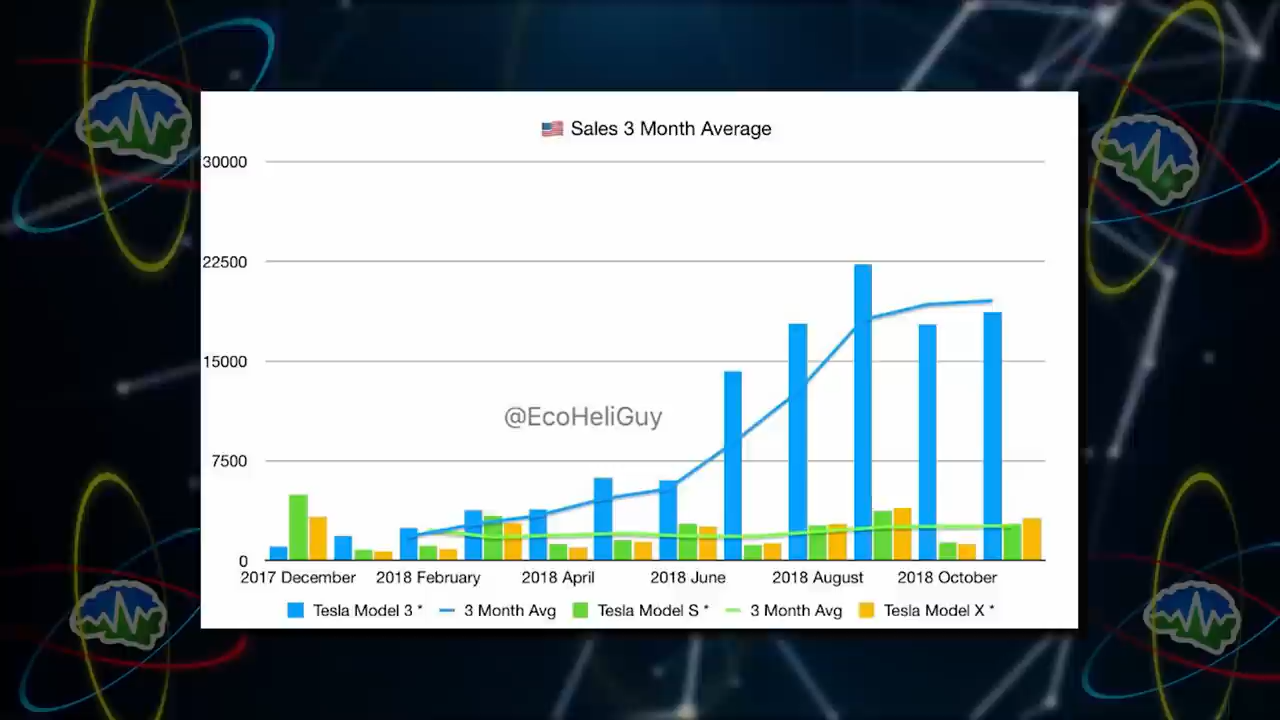 🇺🇸 Sales 3 Month Average
30000
22500
15000
@EcoHeliGuy
7500
0
2017 December 2018 February 2018 April 2018 June 2018 August 2018 October
Tesla Model 3 * 3 Month Avg Tesla Model S * 3 Month Avg Tesla Model X *